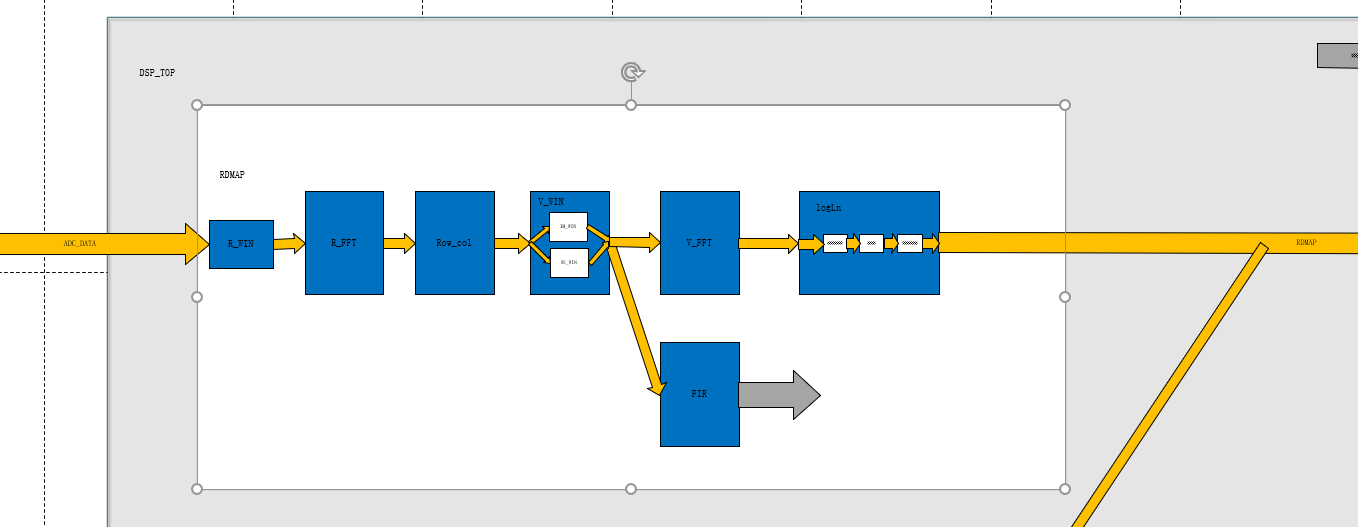 DSP_TOP
RDMAP
V_WIN
logLn
ADC_DATA
R_WIN
R_FFT
Row_col
V_FFT
RDMAP
FIR